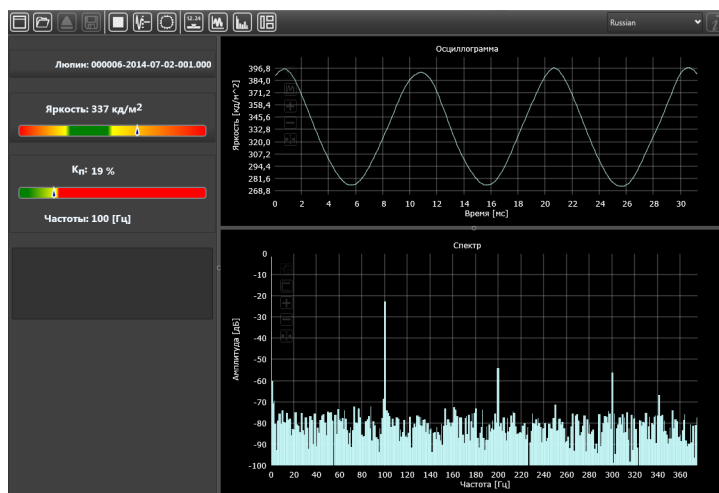 12.24
Russian
i
Люпин: 000006-2014-07-02-001.000
Яркость: 337 кд/м2
Кп: 19 %
Частоты: 100 [Гц]
Осциллограмма
Яркость [кд/м^2]
396,8
384,0
371,2
358,4
345,6
332,8
320,0
307,2
294,4
281,6
268,8
0 2 4 6 8 10 12 14 16 18 20 22 24 26 28 30
Время [мс]
Спектр
Амплитуда [дБ]
0
-10
-20
-30
-40
-50
-60
-70
-80
-90
-100
0 20 40 60 80 100 120 140 160 180 200 220 240 260 280 300 320 340 360
Частота [Гц]